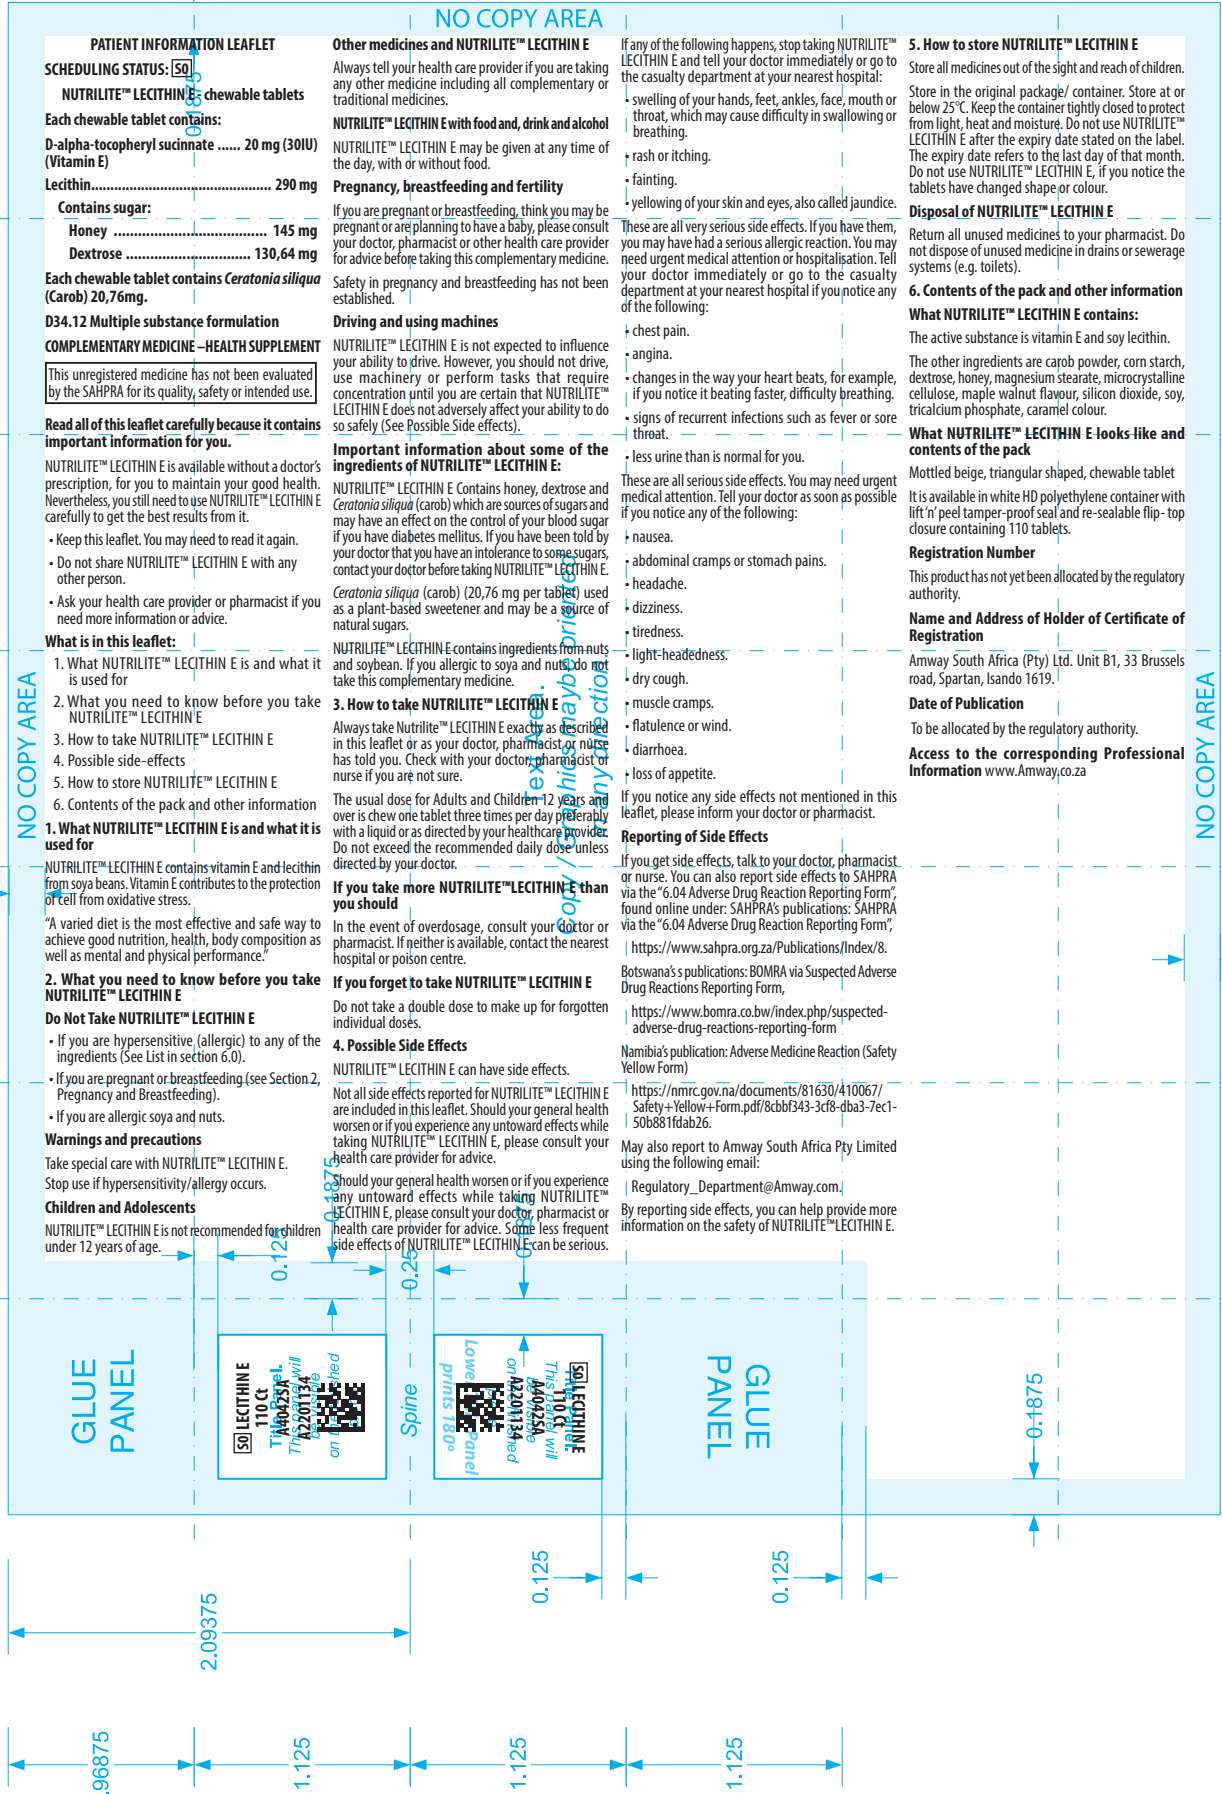 NO COPY AREA
PATIENT INFORMATION LEAFLET
SCHEDULING STATUS: S0
NUTRILITE™ LECITHIN E - chewable tablets
Each chewable tablet contains:
D-alpha-tocopheryl sucinnate ...... 20 mg (30IU)
(Vitamin E)
Lecithin............................................... 290 mg
Contains sugar:
Honey ........................................ 145 mg
Dextrose ................................ 130,64 mg
Each chewable tablet contains Ceratonia siliqua
(Carob) 20,76mg.
D34.12 Multiple substance formulation
COMPLEMENTARY MEDICINE –HEALTH SUPPLEMENT
This unregistered medicine has not been evaluated
by the SAHPRA for its quality, safety or intended use.
Read all of this leaflet carefully because it contains
important information for you.
NUTRILITE™ LECITHIN E is available without a doctor's
prescription, for you to maintain your good health.
Nevertheless, you still need to use NUTRILITE™ LECITHIN E
carefully to get the best results from it.
• Keep this leaflet. You may need to read it again.
• Do not share NUTRILITE™ LECITHIN E with any
other person.
• Ask your health care provider or pharmacist if you
need more information or advice.
What is in this leaflet:
1. What NUTRILITE™ LECITHIN E is and what it
is used for
2. What you need to know before you take
NUTRILITE™ LECITHIN E
3. How to take NUTRILITE™ LECITHIN E
4. Possible side-effects
5. How to store NUTRILITE™ LECITHIN E
6. Contents of the pack and other information
1. What NUTRILITE™ LECITHIN E is and what it is
used for
NUTRILITE™ LECITHIN E contains vitamin E and lecithin
from soya beans. Vitamin E contributes to the protection
of cell from oxidative stress.
“A varied diet is the most effective and safe way to
achieve good nutrition, health, body composition as
well as mental and physical performance.”
2. What you need to know before you take
NUTRILITE™ LECITHIN E
Do Not Take NUTRILITE™ LECITHIN E
• If you are hypersensitive (allergic) to any of the
ingredients (See List in section 6.0).
• If you are pregnant or breastfeeding (see Section 2,
Pregnancy and Breastfeeding).
• If you are allergic soya and nuts.
Warnings and precautions
Take special care with NUTRILITE™ LECITHIN E.
Stop use if hypersensitivity/allergy occurs.
Children and Adolescents
NUTRILITE™ LECITHIN E is not recommended for children
under 12 years of age.
Other medicines and NUTRILITE™ LECITHIN E
Always tell your health care provider if you are taking
any other medicine including all complementary or
traditional medicines.
NUTRILITE™ LECITHIN E with food and, drink and alcohol
NUTRILITE™ LECITHIN E may be given at any time of
the day, with or without food.
Pregnancy, breastfeeding and fertility
If you are pregnant or breastfeeding, think you may be
pregnant or are planning to have a baby, please consult
your doctor, pharmacist or other health care provider
for advice before taking this complementary medicine.
Safety in pregnancy and breastfeeding has not been
established.
Driving and using machines
NUTRILITE™ LECITHIN E is not expected to influence
your ability to drive. However, you should not drive,
use machinery or perform tasks that require
concentration until you are certain that NUTRILITE™
LECITHIN E does not adversely affect your ability to do
so safely (See Possible Side effects).
Important information about some of the
ingredients of NUTRILITE™ LECITHIN E:
NUTRILITE™ LECITHIN E Contains honey, dextrose and
Ceratonia siliqua (carob) which are sources of sugars and
may have an effect on the control of your blood sugar
if you have diabetes mellitus. If you have been told by
your doctor that you have an intolerance to some sugars,
contact your doctor before taking NUTRILITE™ LECITHIN E.
Ceratonia siliqua (carob) (20,76 mg per tablet) used
as a plant-based sweetener and may be a source of
natural sugars.
NUTRILITE™ LECITHIN E contains ingredients from nuts
and soybean. If you allergic to soya and nuts, do not
take this complementary medicine.
3. How to take NUTRILITE™ LECITHIN E
Always take Nutrilite™ LECITHIN E exactly as described
in this leaflet or as your doctor, pharmacist or nurse
has told you. Check with your doctor, pharmacist or
nurse if you are not sure.
The usual dose for Adults and Children 12 years and
over is chew one tablet three times per day preferably
with a liquid or as directed by your healthcare provider.
Do not exceed the recommended daily dose unless
directed by your doctor.
If you take more NUTRILITE™LECITHIN E than
you should
In the event of overdosage, consult your doctor or
pharmacist. If neither is available, contact the nearest
hospital or poison centre.
If you forget to take NUTRILITE™ LECITHIN E
Do not take a double dose to make up for forgotten
individual doses.
4. Possible Side Effects
NUTRILITE™ LECITHIN E can have side effects.
Not all side effects reported for NUTRILITE™ LECITHIN E
are included in this leaflet. Should your general health
worsen or if you experience any untoward effects while
taking NUTRILITE™ LECITHIN E, please consult your
health care provider for advice.
Should your general health worsen or if you experience
any untoward effects while taking NUTRILITE™
LECITHIN E, please consult your doctor, pharmacist or
health care provider for advice. Some less frequent
side effects of NUTRILITE™ LECITHIN E can be serious.
If any of the following happens, stop taking NUTRILITE™
LECITHIN E and tell your doctor immediately or go to
the casualty department at your nearest hospital:
• swelling of your hands, feet, ankles, face, mouth or
throat, which may cause difficulty in swallowing or
breathing.
• rash or itching.
• fainting.
• yellowing of your skin and eyes, also called jaundice.
These are all very serious side effects. If you have them,
you may have had a serious allergic reaction. You may
need urgent medical attention or hospitalisation. Tell
your doctor immediately or go to the casualty
department at your nearest hospital if you notice any
of the following:
• chest pain.
• angina.
• changes in the way your heart beats, for example,
if you notice it beating faster, difficulty breathing.
• signs of recurrent infections such as fever or sore
throat.
• less urine than is normal for you.
These are all serious side effects. You may need urgent
medical attention. Tell your doctor as soon as possible
if you notice any of the following:
• nausea.
• abdominal cramps or stomach pains.
• headache.
• dizziness.
• tiredness.
• light-headedness.
• dry cough.
• muscle cramps.
• flatulence or wind.
• diarrhoea.
• loss of appetite.
If you notice any side effects not mentioned in this
leaflet, please inform your doctor or pharmacist.
Reporting of Side Effects
If you get side effects, talk to your doctor, pharmacist
or nurse. You can also report side effects to SAHPRA
via the “6.04 Adverse Drug Reaction Reporting Form”,
found online under: SAHPRA's publications: SAHPRA
via the “6.04 Adverse Drug Reaction Reporting Form”,
https://www.sahpra.org.za/Publications/Index/8.
Botswana's s publications: BOMRA via Suspected Adverse
Drug Reactions Reporting Form,
https://www.bomra.co.bw/index.php/suspected-
adverse-drug-reactions-reporting-form
Namibia's publication: Adverse Medicine Reaction (Safety
Yellow Form)
https://nmrc.gov.na/documents/81630/410067/
Safety+Yellow+Form.pdf/8cbbf343-3cf8-dba3-7ec1-
50b881fdab26.
May also report to Amway South Africa Pty Limited
using the following email:
Regulatory_Department@Amway.com.
By reporting side effects, you can help provide more
information on the safety of NUTRILITE™LECITHIN E.
5. How to store NUTRILITE™ LECITHIN E
Store all medicines out of the sight and reach of children.
Store in the original package/ container. Store at or
below 25°C. Keep the container tightly closed to protect
from light, heat and moisture. Do not use NUTRILITE™
LECITHIN E after the expiry date stated on the label.
The expiry date refers to the last day of that month.
Do not use NUTRILITE™ LECITHIN E, if you notice the
tablets have changed shape or colour.
Disposal of NUTRILITE™ LECITHIN E
Return all unused medicines to your pharmacist. Do
not dispose of unused medicine in drains or sewerage
systems (e.g. toilets).
6. Contents of the pack and other information
What NUTRILITE™ LECITHIN E contains:
The active substance is vitamin E and soy lecithin.
The other ingredients are carob powder, corn starch,
dextrose, honey, magnesium stearate, microcrystalline
cellulose, maple walnut flavour, silicon dioxide, soy,
tricalcium phosphate, caramel colour.
What NUTRILITE™ LECITHIN E looks like and
contents of the pack
Mottled beige, triangular shaped, chewable tablet
It is available in white HD polyethylene container with
lift ‘n’ peel tamper-proof seal and re-sealable flip- top
closure containing 110 tablets.
Registration Number
This product has not yet been allocated by the regulatory
authority.
Name and Address of Holder of Certificate of
Registration
Amway South Africa (Pty) Ltd. Unit B1, 33 Brussels
road, Spartan, Isando 1619.
Date of Publication
To be allocated by the regulatory authority.
Access to the corresponding Professional
Information www.Amway.co.za
NO COPY AREA
NO COPY AREA
Text Area.
Copy / Graphics maybe oriented
in any direction.
0.1875
0.1875
0.1875
0.125
0.25
GLUE
PANEL
S0 LECITHIN E
110 Ct
Title Panel.
A4042SA
This panel will
A2201134
be visible
Spine
S0 LECITHIN E
110 Ct
Title Panel.
A4042SA
This panel will
be visible
A2201134
prints 180°
GLUE
PANEL
0.1875
0.125
0.125
2.09375
.96875
1.125
1.125
1.125